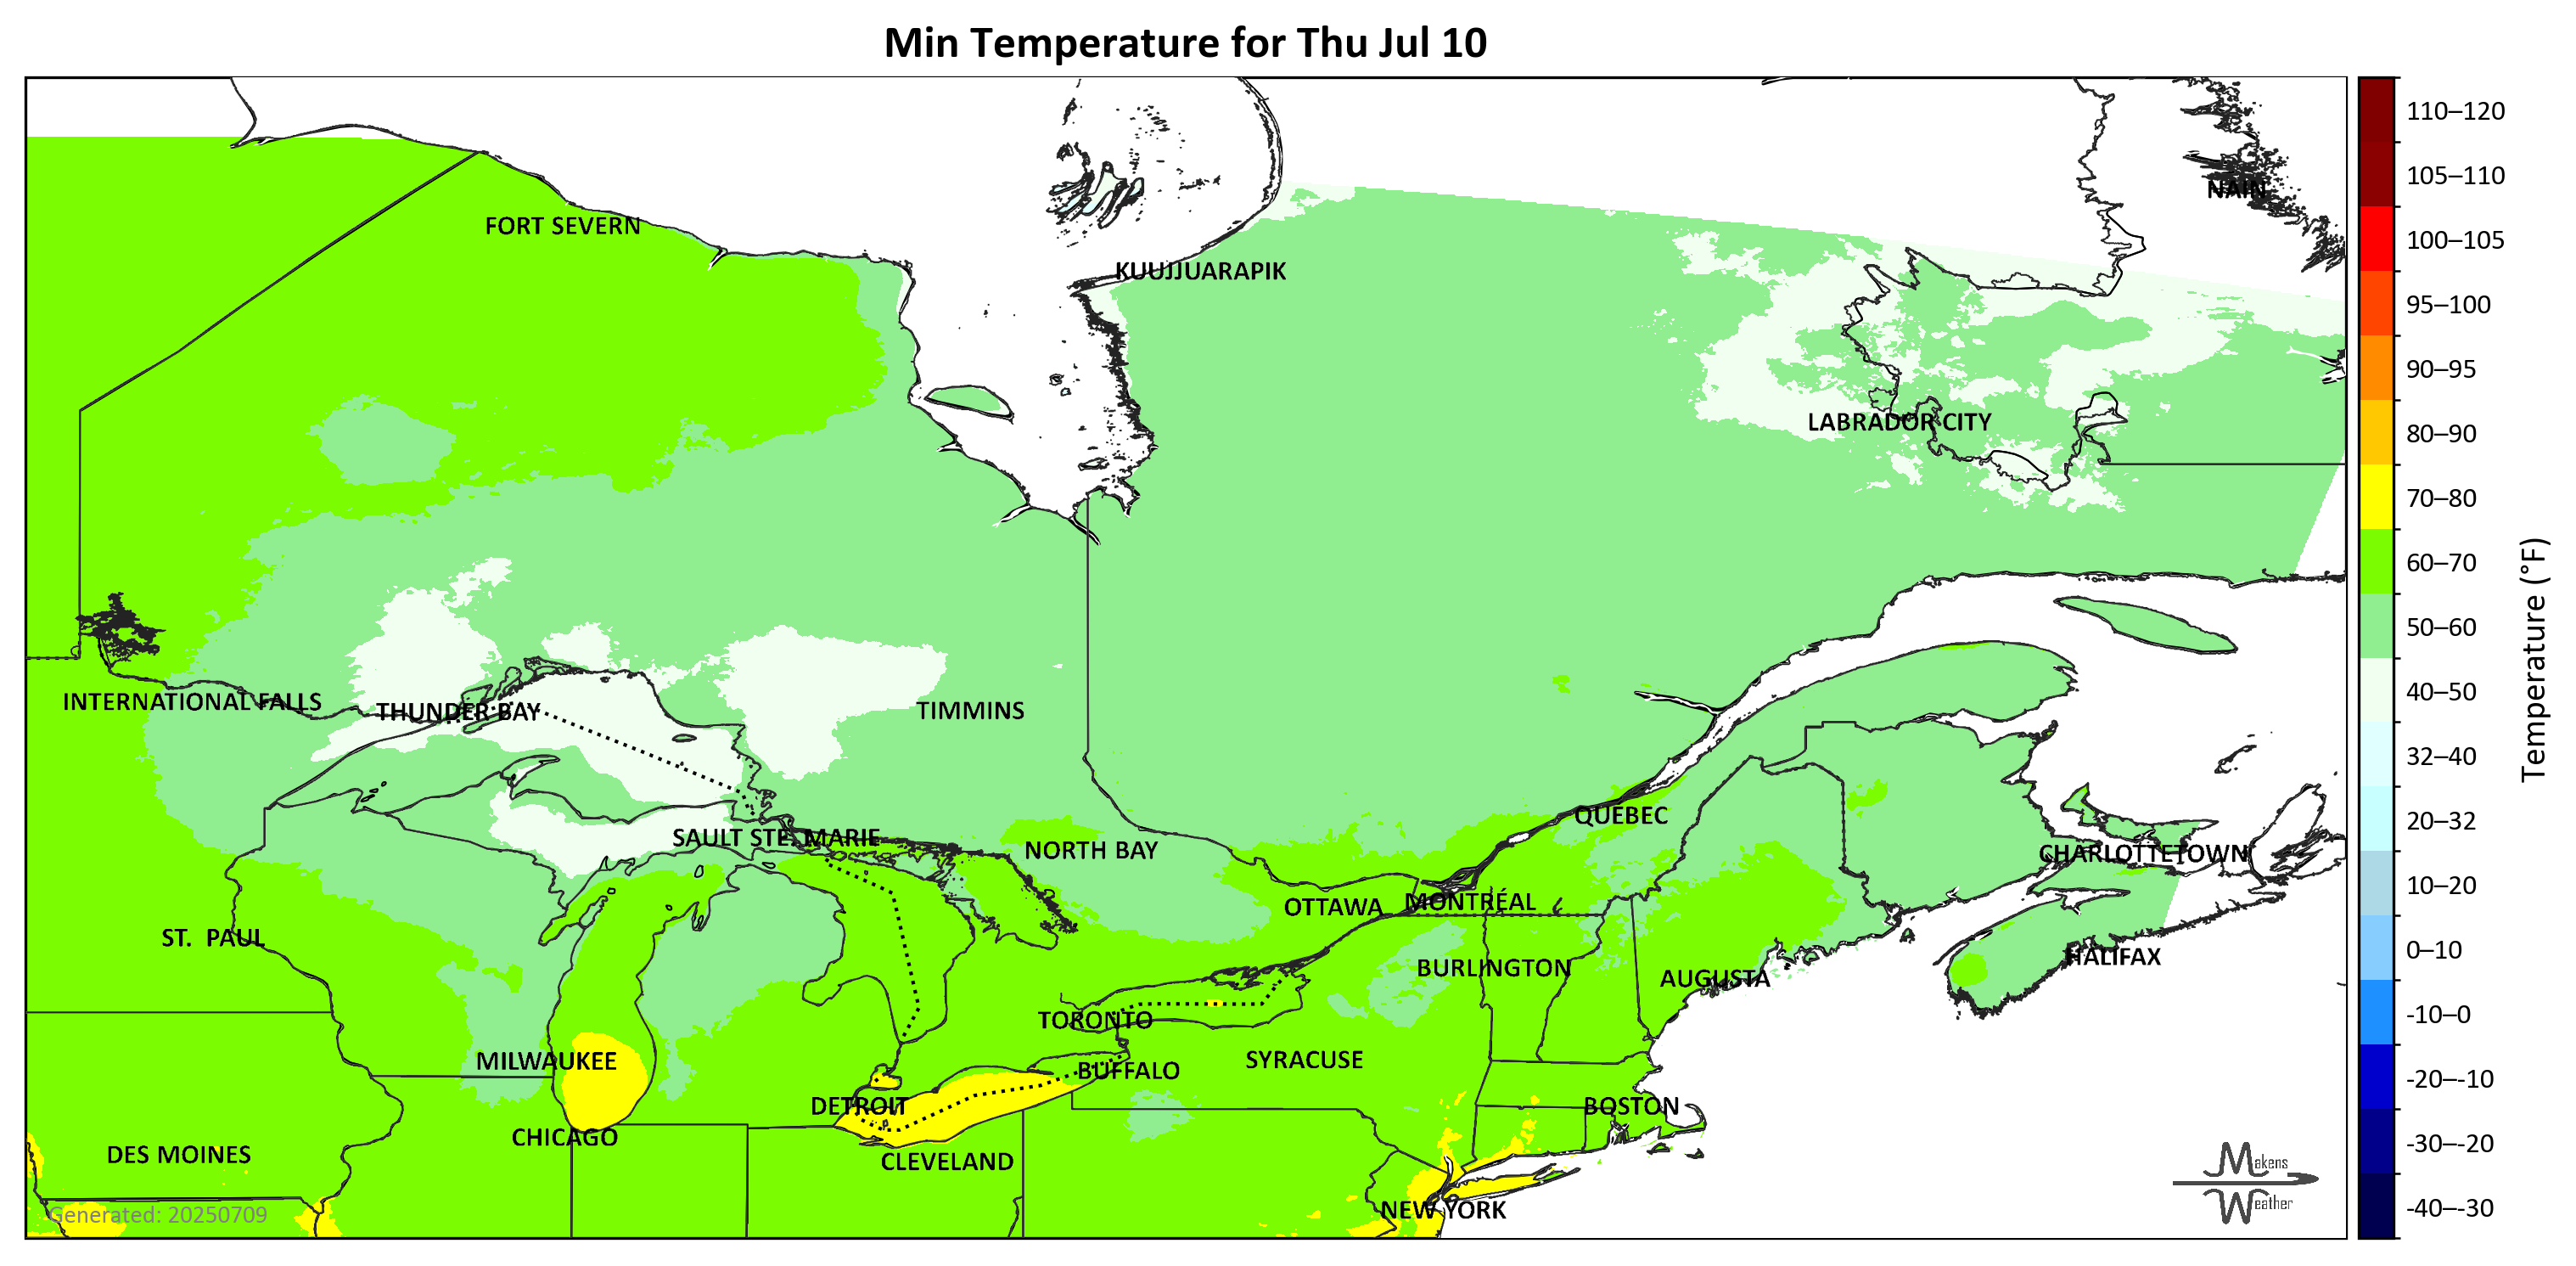 Min Temperature for Thu Jul 10
110–120
105–110
100–105
95–100
90–95
80–90
70–80
60–70
50–60
40–50
32–40
20–32
10–20
0–10
-10–0
-20–-10
-30–-20
-40–-30
Temperature (°F)
NAIN
FORT SEVERN
KUUJJUARAPIK
LABRADOR CITY
INTERNATIONAL FALLS
THUNDER BAY
TIMMINS
QUÉBEC
SAULT STE. MARIE
NORTH BAY
CHARLOTTETOWN
OTTAWA
MONTRÉAL
ST. PAUL
HALIFAX
BURLINGTON
AUGUSTA
TORONTO
MILWAUKEE
SYRACUSE
BUFFALO
DETROIT
BOSTON
CHICAGO
DES MOINES
CLEVELAND
NEW YORK
Generated: 20250709
Makens
Weather